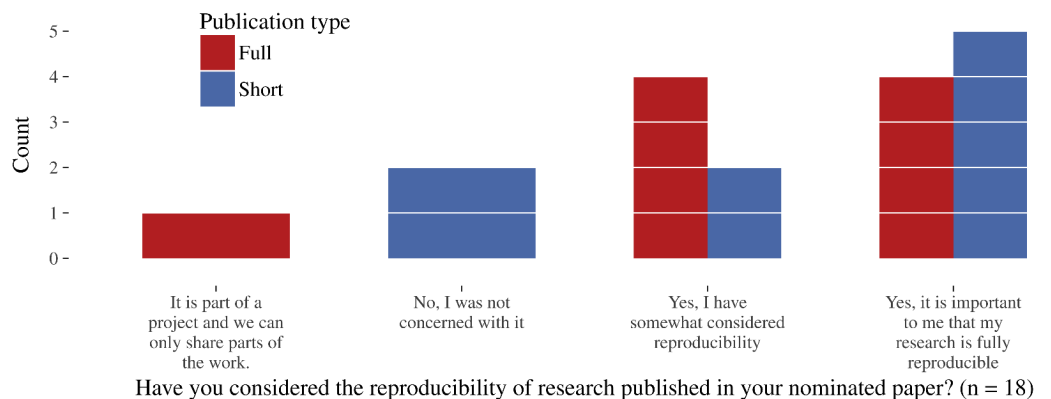 Publication type
Full
Short
Count
5
4
3
2
1
0
It is part of a
project and we can
only share parts of
the work.
No, I was not
concerned with it
Yes, I have
somewhat considered
reproducibility
Yes, it is important
to me that my
research is fully
reproducible
Have you considered the reproducibility of research published in your nominated paper? (n = 18)